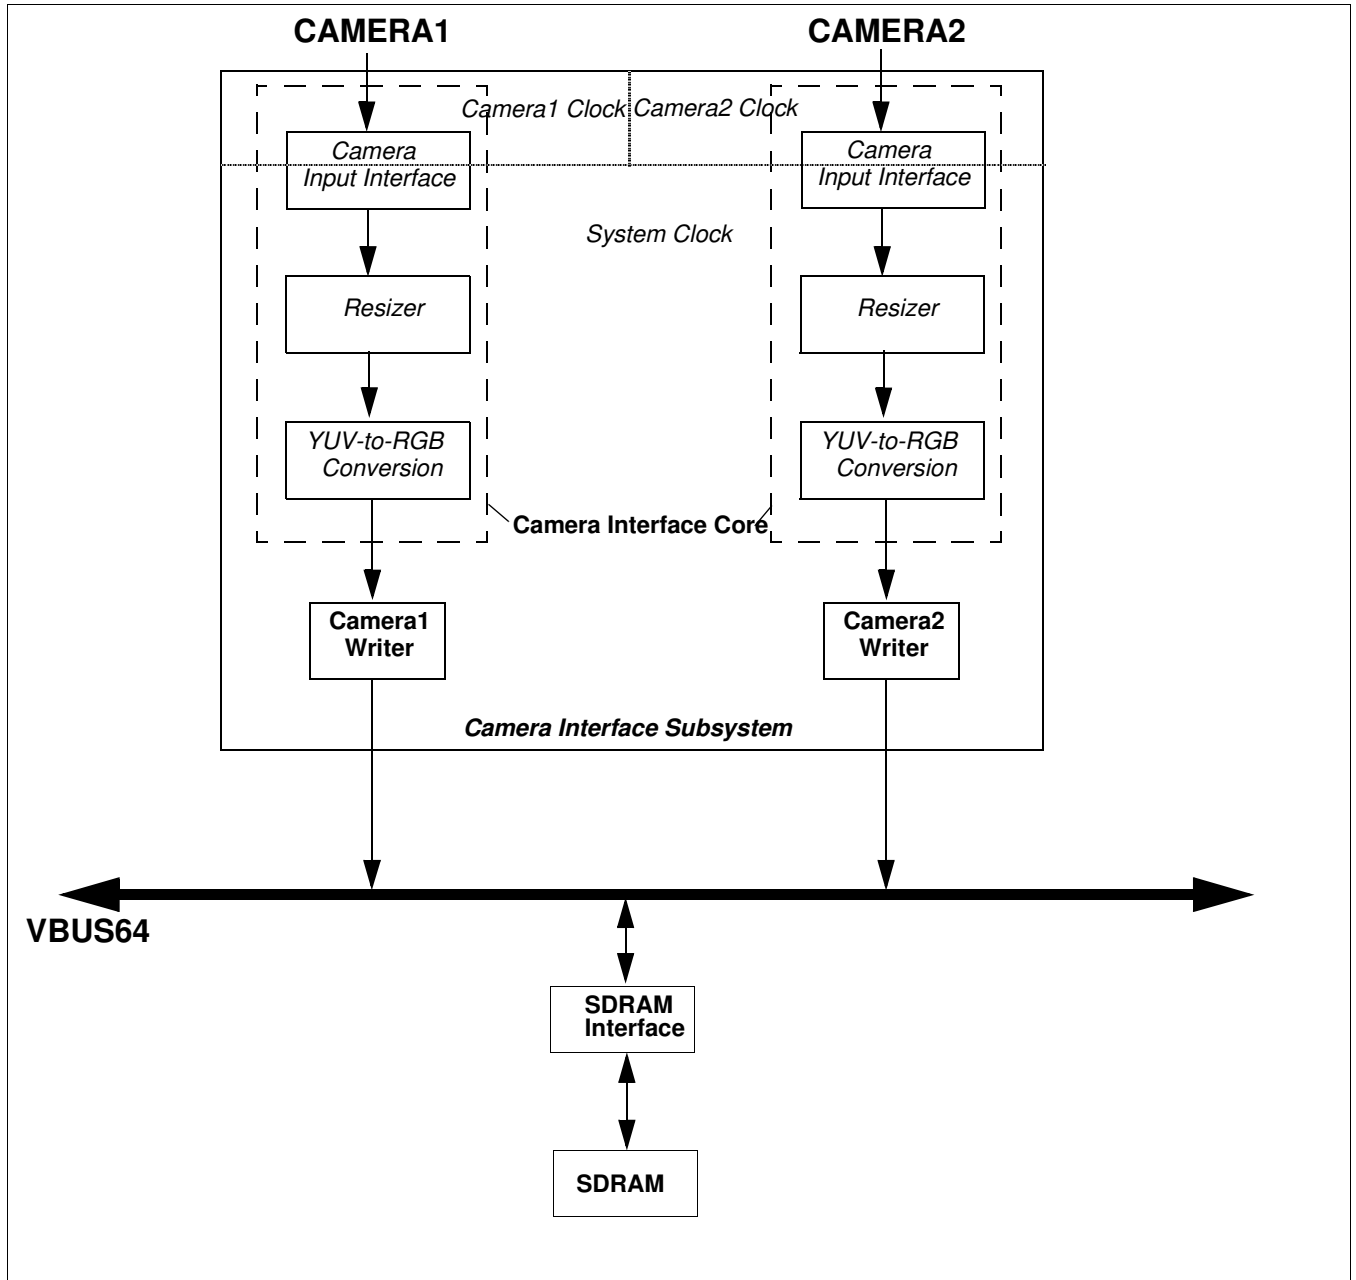 CAMERA1
CAMERA2
Camera1 Clock
Camera2 Clock
Camera
Input Interface
Camera
Input Interface
System Clock
Resizer
Resizer
YUV-to-RGB
Conversion
YUV-to-RGB
Conversion
Camera Interface Core
Camera1
Writer
Camera2
Writer
Camera Interface Subsystem
VBUS64
SDRAM
Interface
SDRAM